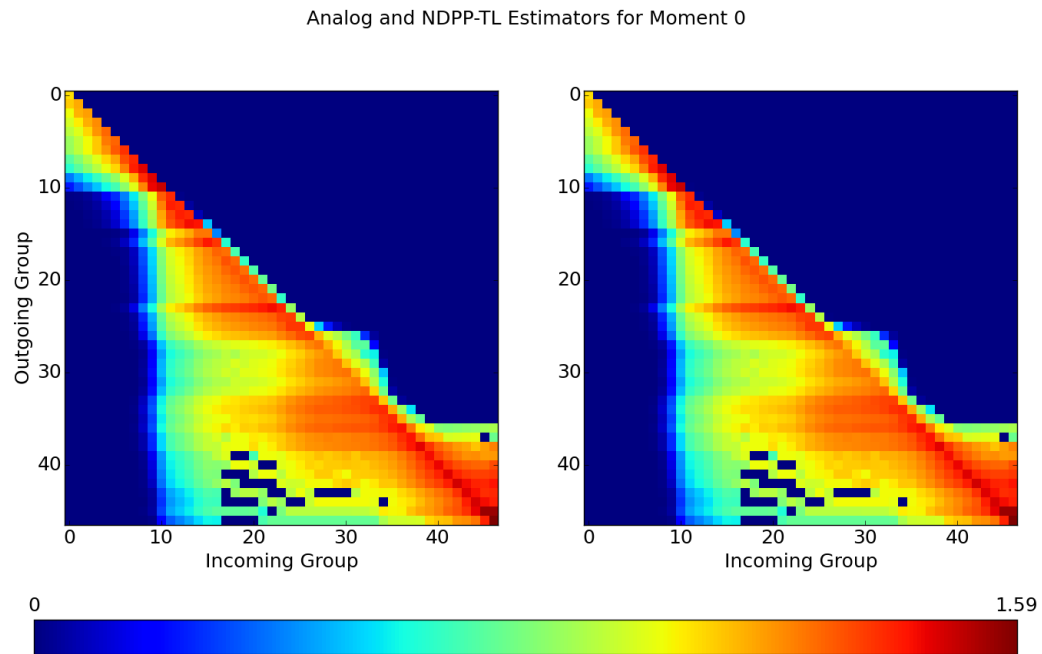 Analog and NDPP-TL Estimators for Moment 0
0
10
20
30
40
Outgoing Group
0 10 20 30 40
Incoming Group
0
10
20
30
40
0 10 20 30 40
Incoming Group
0 1.59